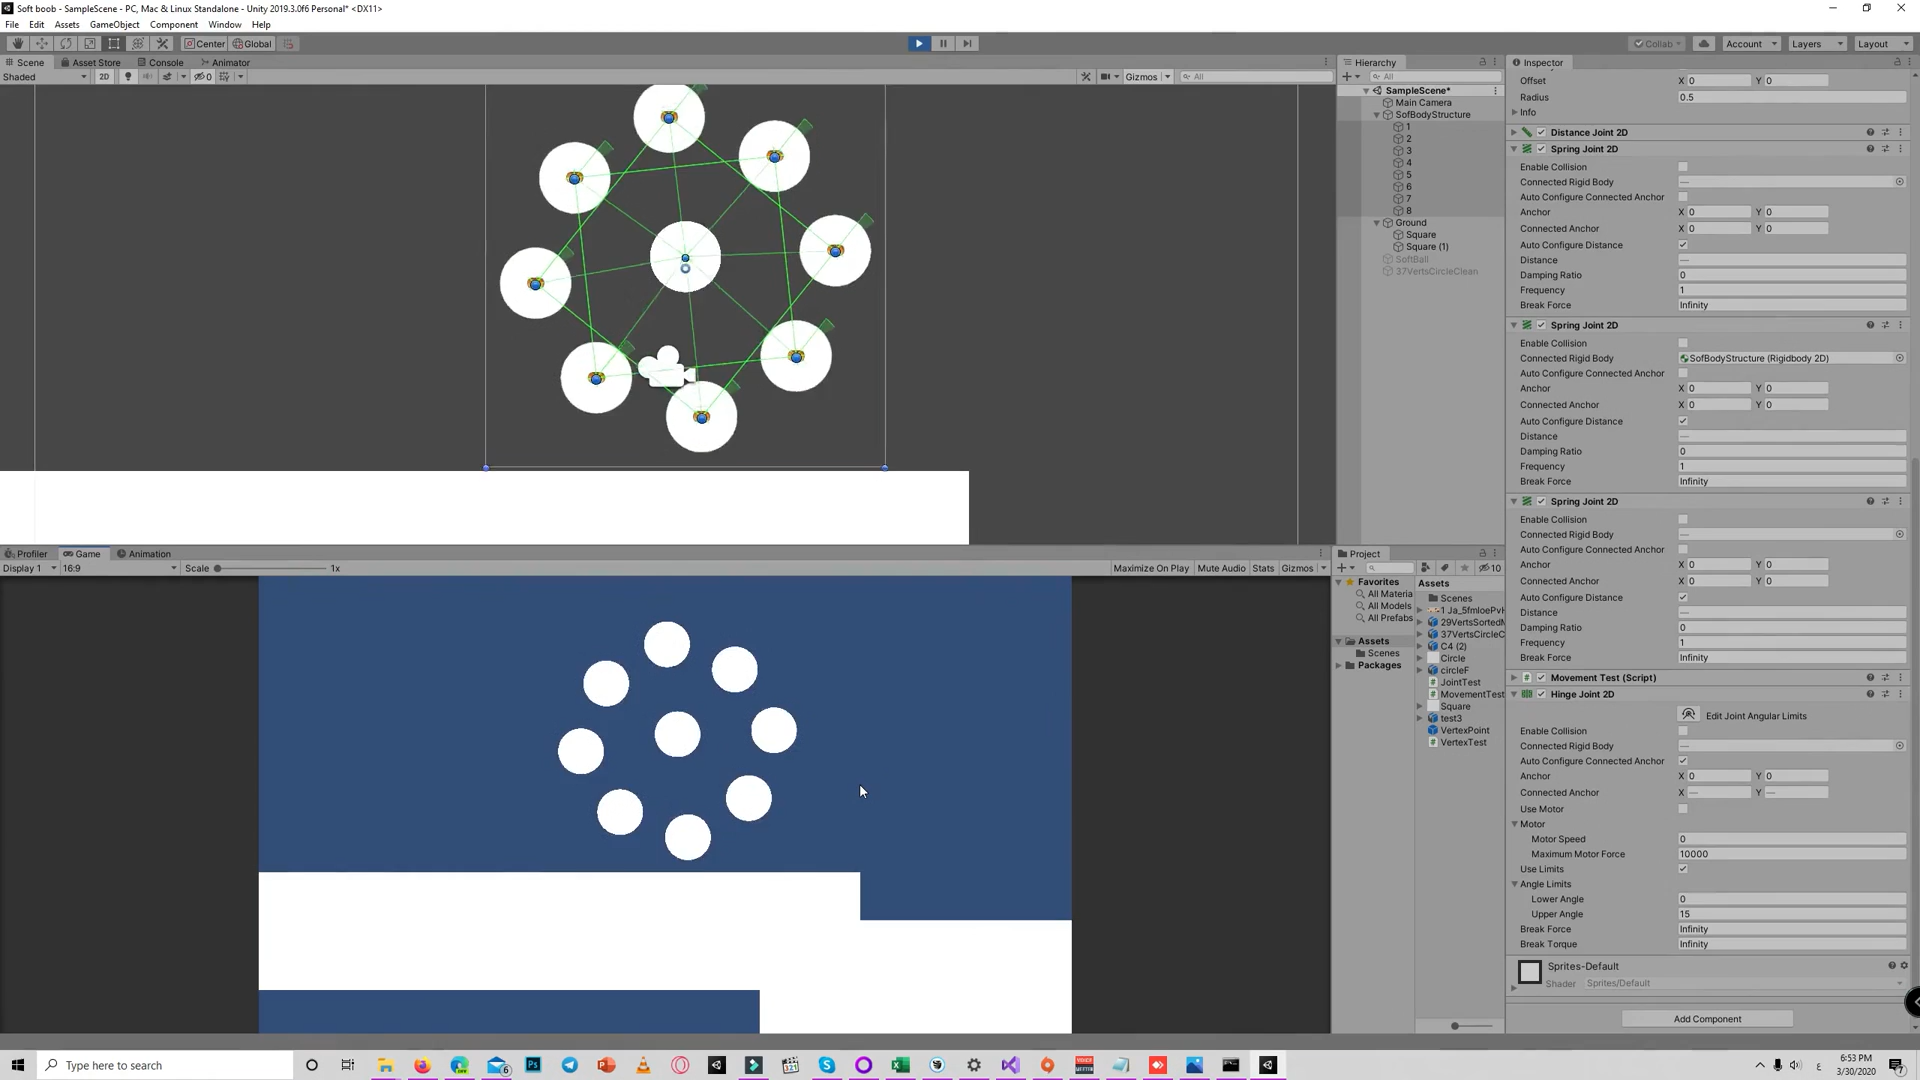 Soft boob - SampleScene - PC, Mac & Linux Standalone - Unity 2019.3.0f6 Personal* <DX11>
File Edit Assets GameObject Component Window Help
Center Global
Collab Account Layers Layout
Scene Asset Store Console Animator
Shaded 2D 0 Gizmos All
Hierarchy
All
SampleScene*
Main Camera
SofBodyStructure
1
2
3
4
5
6
7
8
Ground
Square
Square (1)
SoftBall
37VertsCircleClean
Inspector
Offset X 0 Y 0
Radius 0.5
Info
Distance Joint 2D
Spring Joint 2D
Enable Collision
Connected Rigid Body —
Auto Configure Connected Anchor
Anchor X 0 Y 0
Connected Anchor X 0 Y 0
Auto Configure Distance
Distance —
Damping Ratio 0
Frequency 1
Break Force Infinity
Spring Joint 2D
Enable Collision
Connected Rigid Body SofBodyStructure (Rigidbody 2D)
Auto Configure Connected Anchor
Anchor X 0 Y 0
Connected Anchor X 0 Y 0
Auto Configure Distance
Distance —
Damping Ratio 0
Frequency 1
Break Force Infinity
Spring Joint 2D
Enable Collision
Connected Rigid Body —
Auto Configure Connected Anchor
Anchor X 0 Y 0
Connected Anchor X 0 Y 0
Auto Configure Distance
Distance —
Damping Ratio 0
Frequency 1
Break Force Infinity
Movement Test (Script)
Hinge Joint 2D
Edit Joint Angular Limits
Enable Collision
Connected Rigid Body —
Auto Configure Connected Anchor
Anchor X 0 Y 0
Connected Anchor X — Y —
Use Motor
Motor
Motor Speed 0
Maximum Motor Force 10000
Use Limits
Angle Limits
Lower Angle 0
Upper Angle 15
Break Force Infinity
Break Torque Infinity
Sprites-Default
Shader Sprites/Default
Add Component
Profiler Game Animation
Display 1 16:9 Scale 1x Maximize On Play Mute Audio Stats Gizmos
Project
10
Favorites
All Materia
All Models
All Prefabs
Assets
Scenes
Packages
Assets
Scenes
29VertsSortedM
37VertsCircleC
C4 (2)
Circle
circleF
JointTest
MovementTest
Square
test3
VertexPoint
VertexTest
Type here to search
6:53 PM
3/30/2020